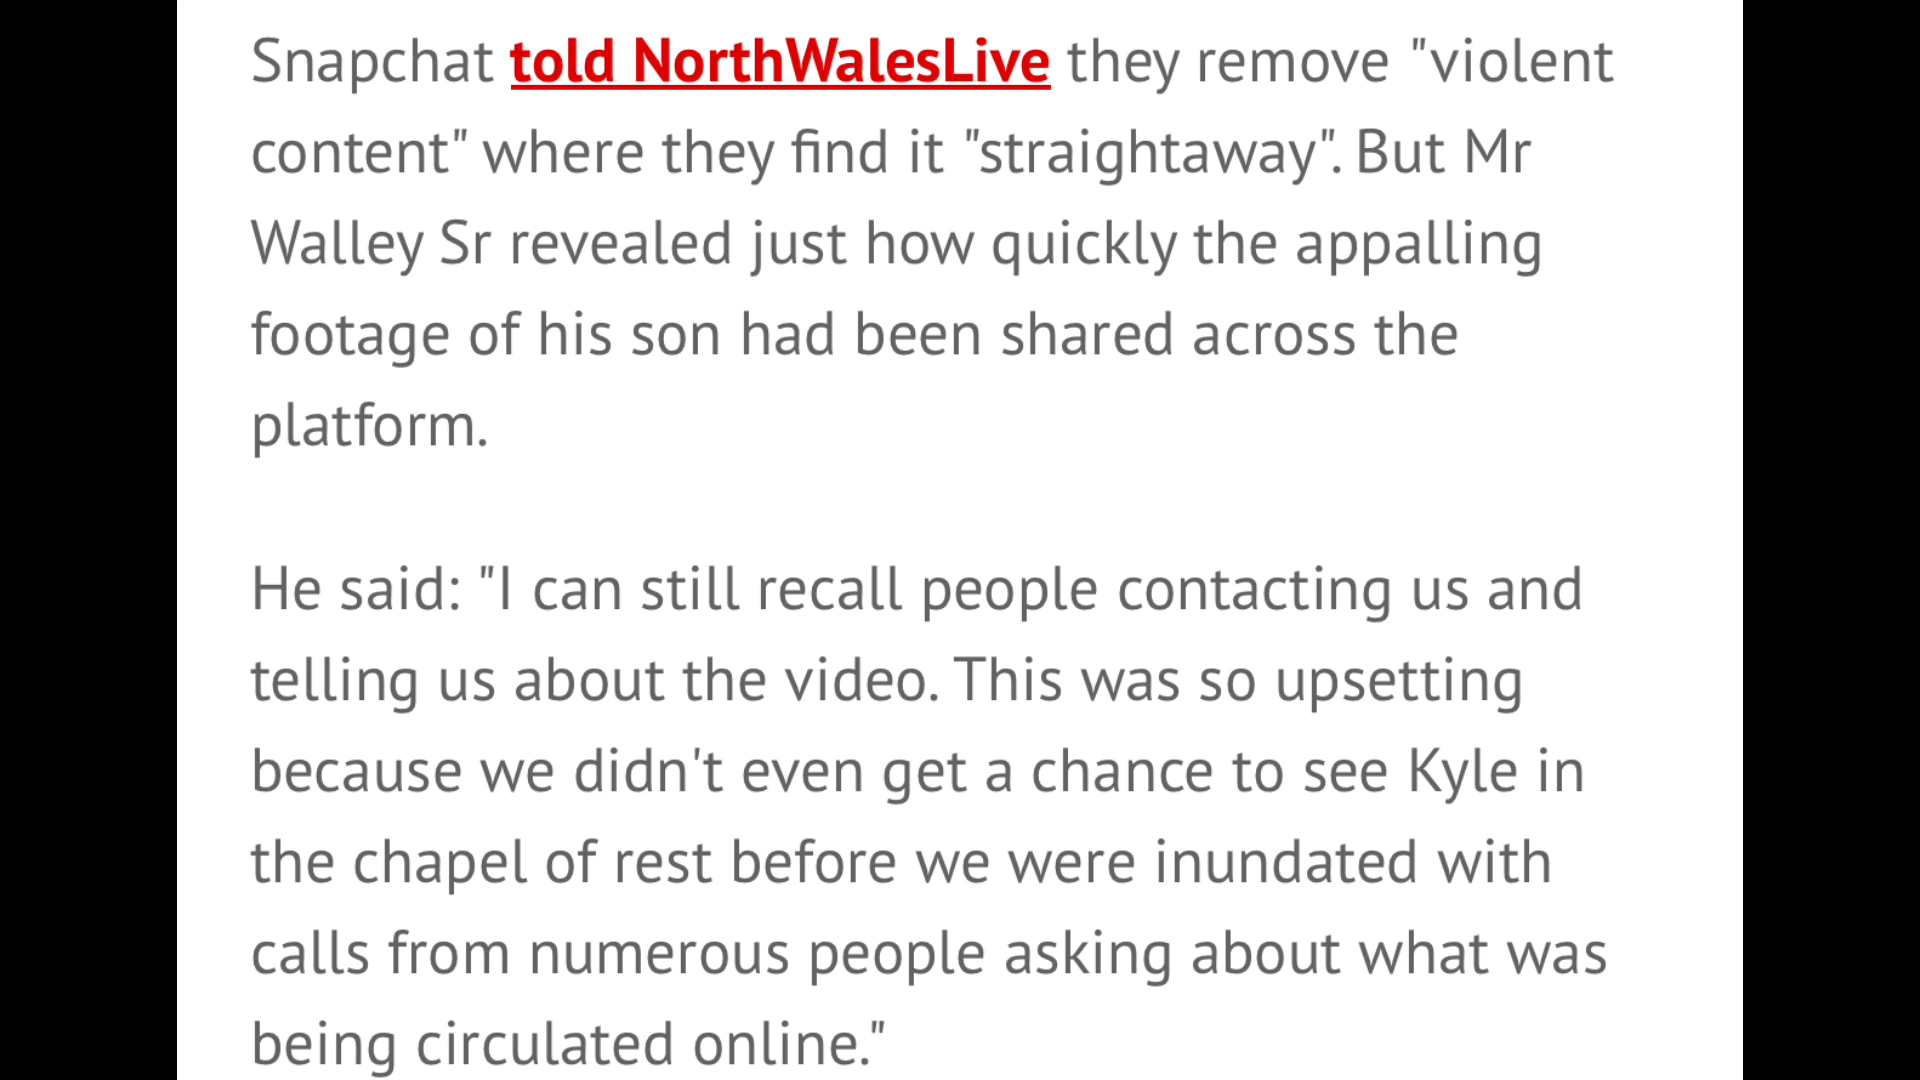 Snapchat told NorthWalesLive they remove "violent
content" where they find it "straightaway". But Mr
Walley Sr revealed just how quickly the appalling
footage of his son had been shared across the
platform.
He said: "I can still recall people contacting us and
telling us about the video. This was so upsetting
because we didn't even get a chance to see Kyle in
the chapel of rest before we were inundated with
calls from numerous people asking about what was
being circulated online."